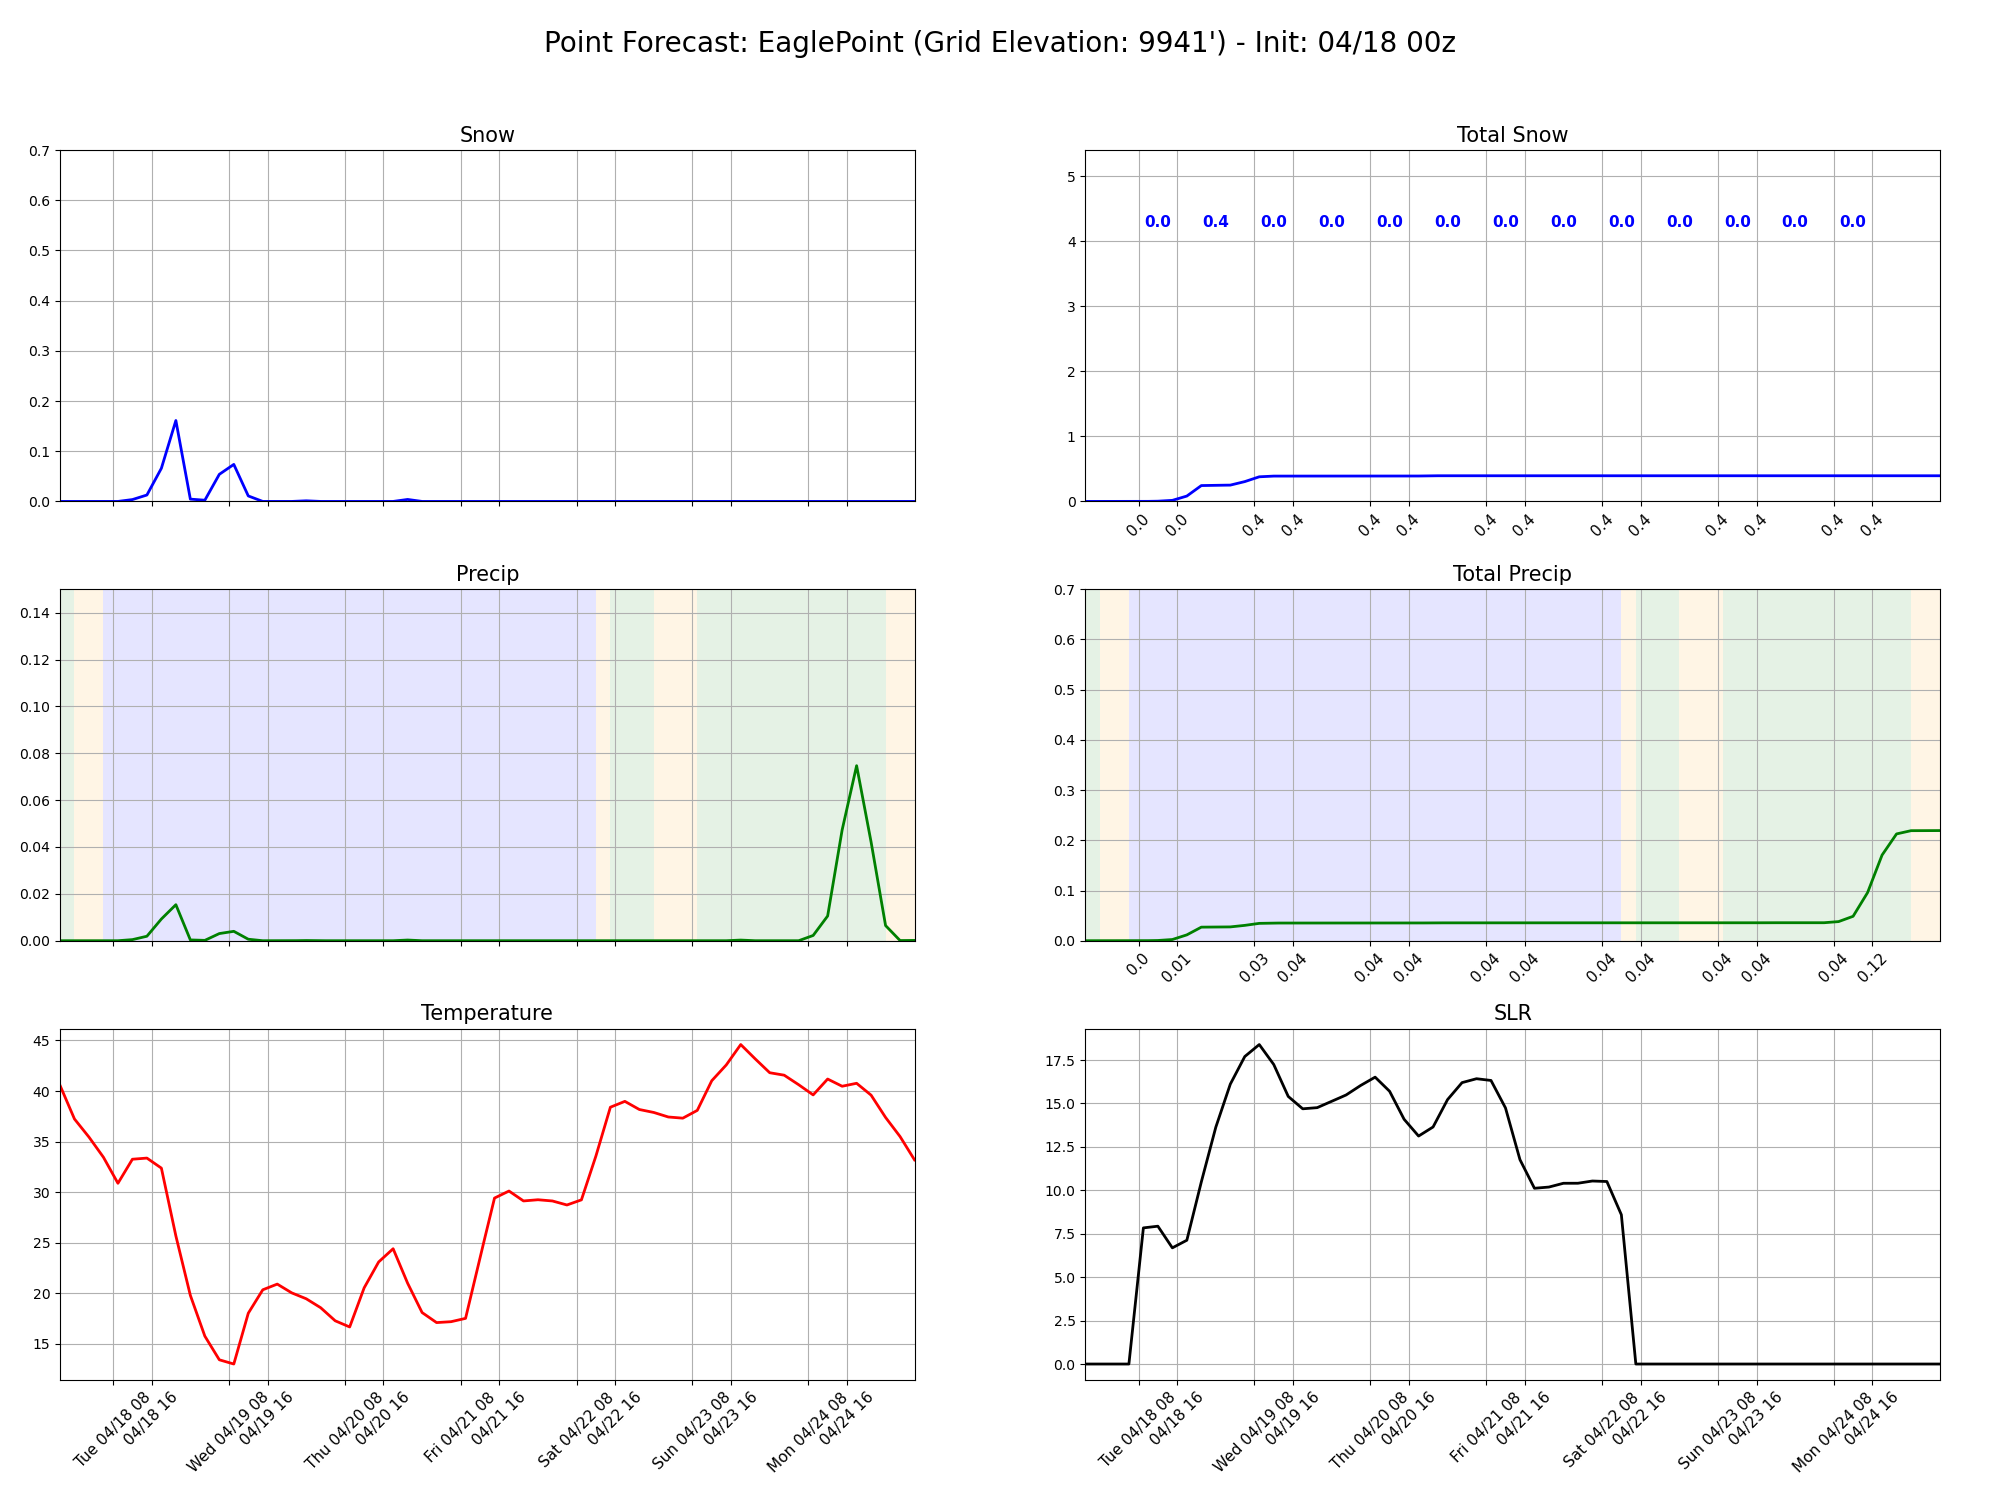 Point Forecast: EaglePoint (Grid Elevation: 9941') - Init: 04/18 00z
Snow
0.7
0.6
0.5
0.4
0.3
0.2
0.1
0.0
Total Snow
5
4
3
2
1
0
0.0 0.4 0.0 0.0 0.0 0.0 0.0 0.0 0.0 0.0 0.0 0.0 0.0
0.0 0.0 0.4 0.4 0.4 0.4 0.4 0.4 0.4 0.4 0.4 0.4 0.4 0.4
Precip
0.14
0.12
0.10
0.08
0.06
0.04
0.02
0.00
Total Precip
0.7
0.6
0.5
0.4
0.3
0.2
0.1
0.0
0.0 0.01 0.03 0.04 0.04 0.04 0.04 0.04 0.04 0.04 0.04 0.04 0.04 0.12
Temperature
45
40
35
30
25
20
15
Tue 04/18 08
04/18 16
Wed 04/19 08
04/19 16
Thu 04/20 08
04/20 16
Fri 04/21 08
04/21 16
Sat 04/22 08
04/22 16
Sun 04/23 08
04/23 16
Mon 04/24 08
04/24 16
SLR
17.5
15.0
12.5
10.0
7.5
5.0
2.5
0.0
Tue 04/18 08
04/18 16
Wed 04/19 08
04/19 16
Thu 04/20 08
04/20 16
Fri 04/21 08
04/21 16
Sat 04/22 08
04/22 16
Sun 04/23 08
04/23 16
Mon 04/24 08
04/24 16